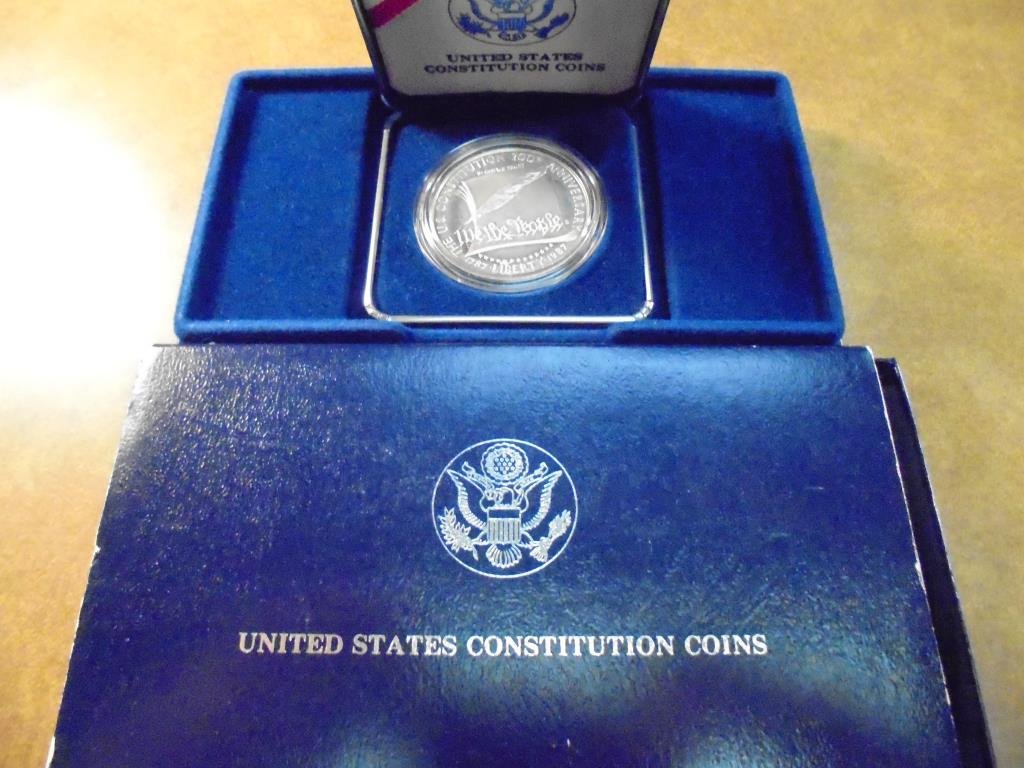 UNITED STATES
CONSTITUTION COINS
THE U.S. CONSTITUTION 200TH ANNIVERSARY
We the People
1787 LIBERTY 1987
UNITED STATES CONSTITUTION COINS